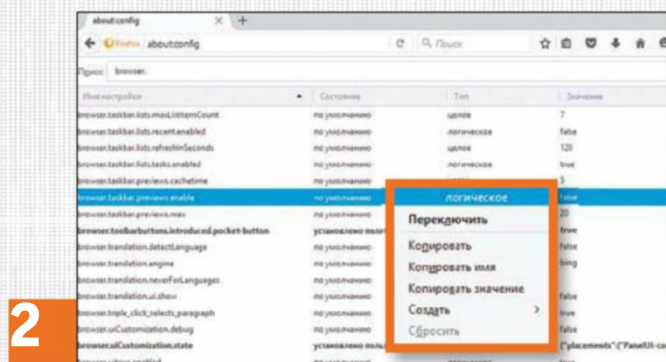 about:config × +
Firefox about:config Поиск
Поиск: browser.
Имя настройки Состояние Тип Значение
browser.taskbar.lists.maxListItemCount по умолчанию целое 7
browser.taskbar.lists.recent.enabled по умолчанию логическое false
browser.taskbar.lists.refreshInSeconds по умолчанию целое 120
browser.taskbar.lists.tasks.enabled по умолчанию логическое true
browser.taskbar.previews.cachetime по умолчанию 5
browser.taskbar.previews.enable по умолчанию логическое false
browser.taskbar.previews.max по умолчанию 20
browser.toolbarbuttons.introduced.pocket-button установлено true
browser.translation.detectLanguage по умолчанию false
browser.translation.engine по умолчанию bing
browser.translation.neverForLanguages по умолчанию
browser.translation.ui.show по умолчанию false
browser.triple_click_selects_paragraph по умолчанию true
browser.uiCustomization.debug по умолчанию false
browser.uiCustomization.state установлено {"placements":{"PanelUI-co
Переключить
Копировать
Копировать имя
Копировать значение
Создать >
Сбросить
2